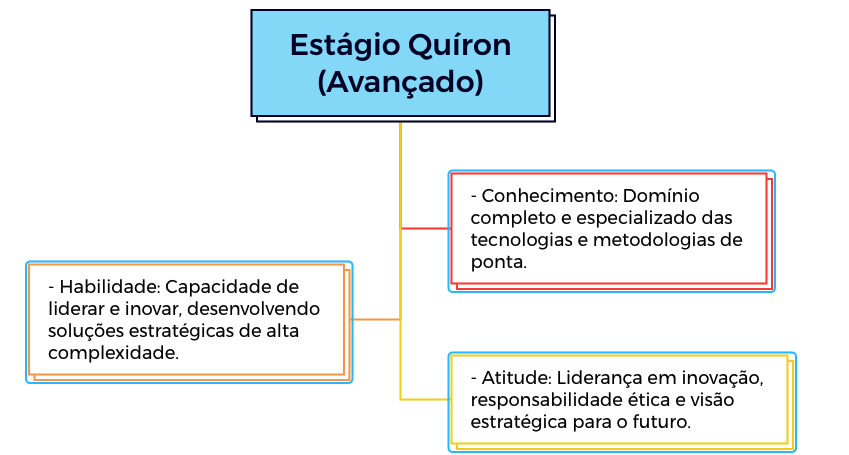 Estágio Quíron
(Avançado)
- Conhecimento: Domínio
completo e especializado das
tecnologias e metodologias de
ponta.
- Habilidade: Capacidade de
liderar e inovar, desenvolvendo
soluções estratégicas de alta
complexidade.
- Atitude: Liderança em inovação,
responsabilidade ética e visão
estratégica para o futuro.